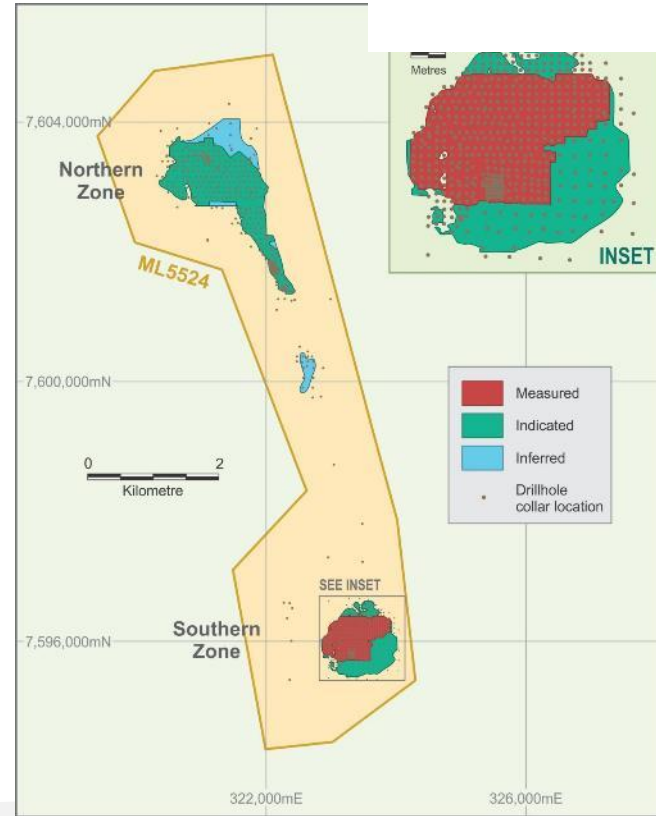 Metres
INSET
7,604,000mN
Northern
Zone
ML5524
7,600,000mN
Measured
Indicated
Inferred
Drillhole
collar location
0 2
Kilometre
SEE INSET
Southern
Zone
7,596,000mN
322,000mE
326,000mE